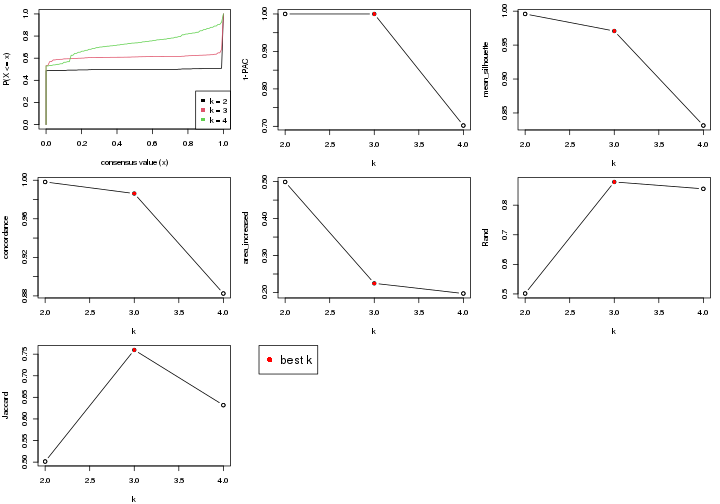 P(X <= x)
0.0 0.2 0.4 0.6 0.8 1.0
k = 2
k = 3
k = 4
0.0 0.2 0.4 0.6 0.8 1.0
consensus value (x)
1-PAC
0.70 0.80 0.90 1.00
2.0 2.5 3.0 3.5 4.0
k
mean_silhouette
0.85 0.90 0.95 1.00
2.0 2.5 3.0 3.5 4.0
k
concordance
0.88 0.92 0.96 1.00
2.0 2.5 3.0 3.5 4.0
k
area_increased
0.20 0.30 0.40 0.50
2.0 2.5 3.0 3.5 4.0
k
Rand
0.5 0.6 0.7 0.8
2.0 2.5 3.0 3.5 4.0
k
Jaccard
0.50 0.55 0.60 0.65 0.70 0.75
2.0 2.5 3.0 3.5 4.0
k
best k